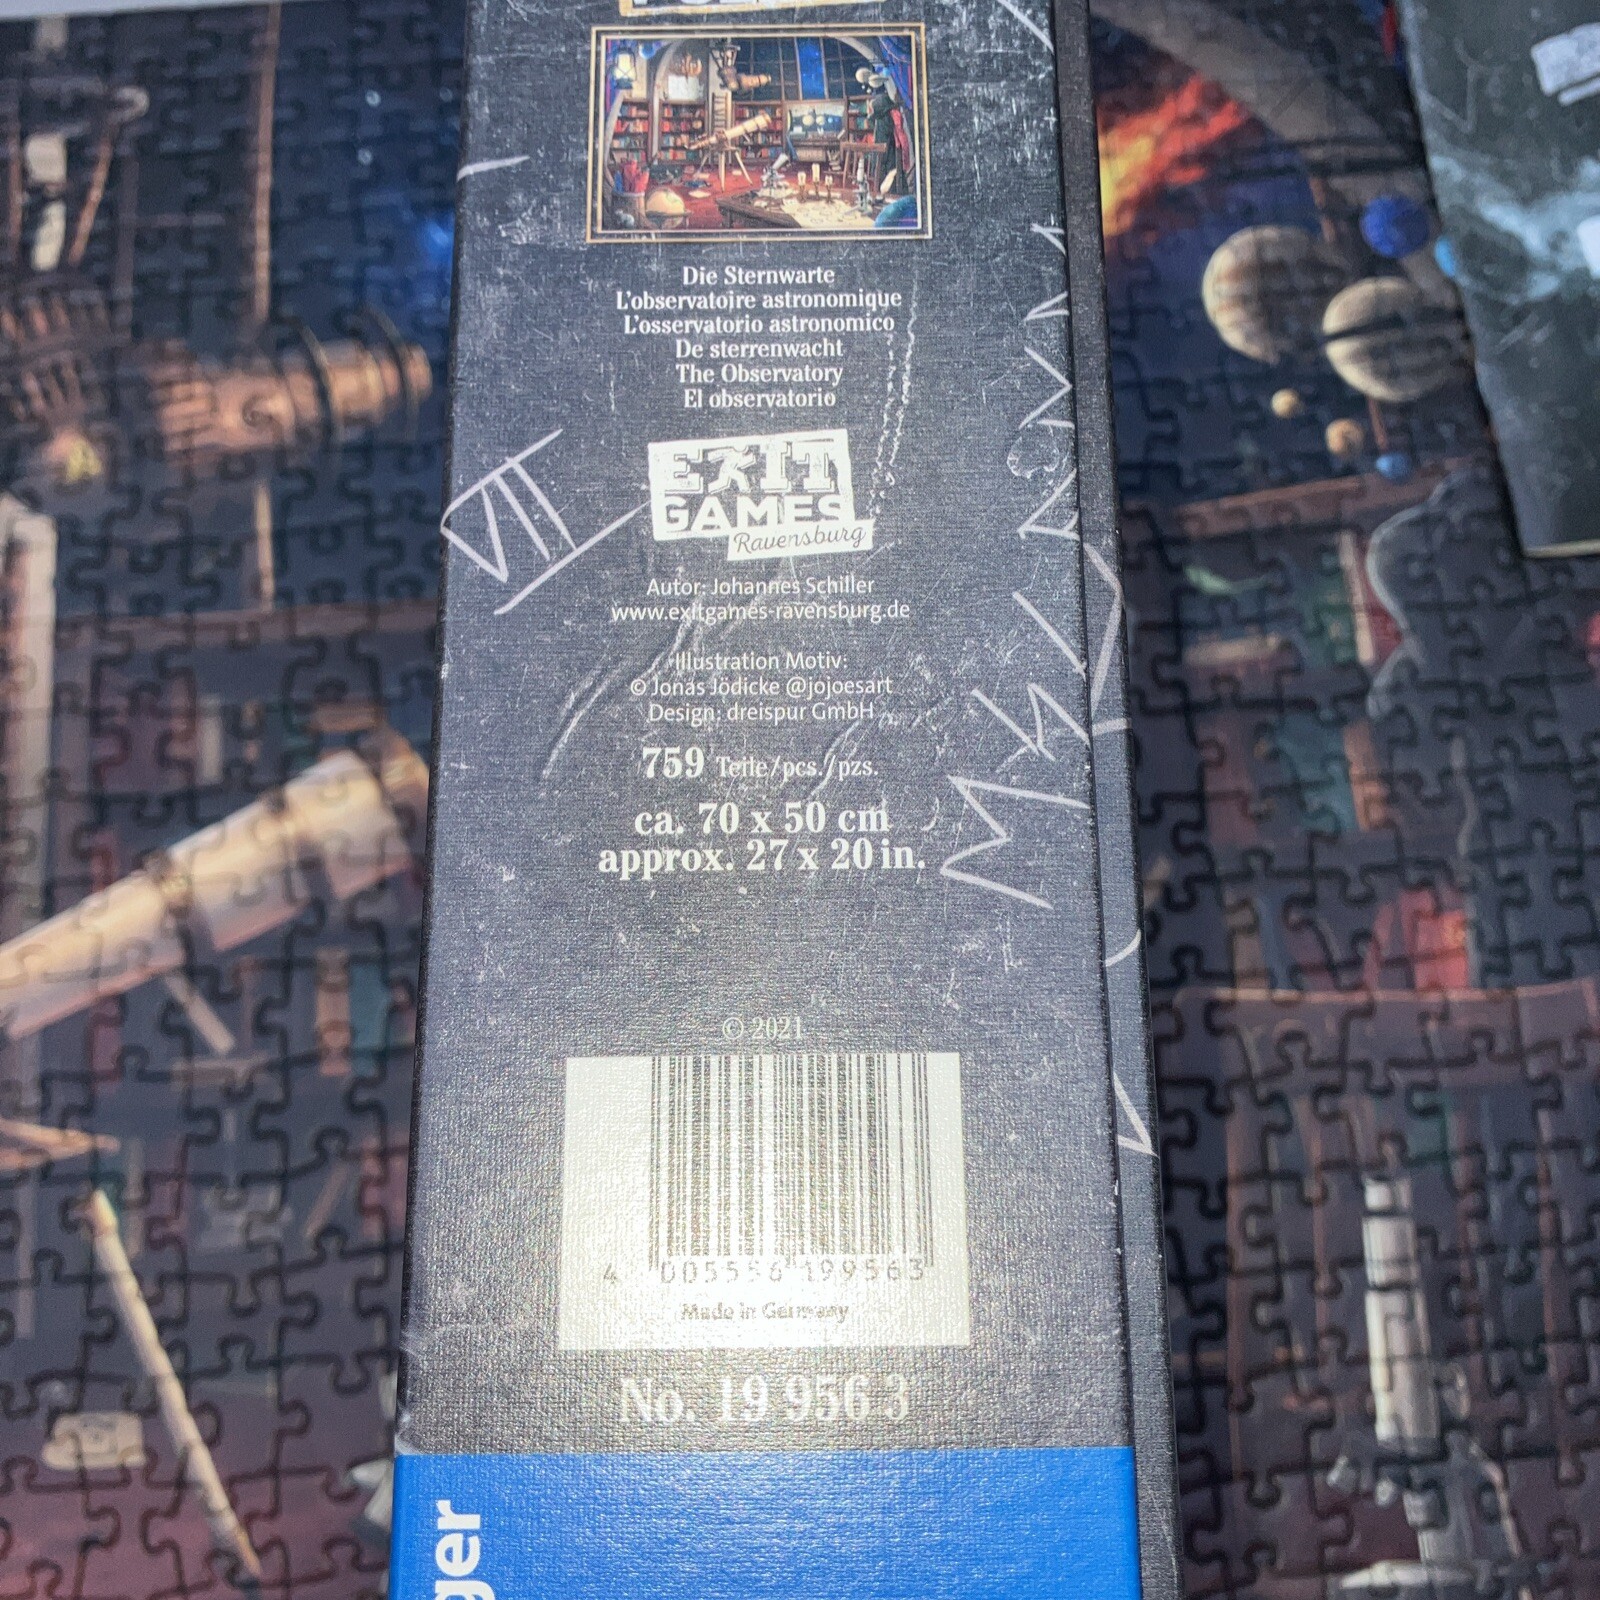 Die Sternwarte
L'observatoire astronomique
L'osservatorio astronomico
De sterrenwacht
The Observatory
El observatorio
EXIT
GAMES
Ravensburg
VII
Autor: Johannes Schiller
www.exitgames-ravensburg.de
Illustration Motiv:
© Jonas Jödicke @jojoesart
Design: dreispur GmbH
759 Teile/pcs./pzs.
ca. 70 x 50 cm
approx. 27 x 20 in.
© 2021
4 005556 199563
Made in Germany
No. 19 956 3
ger